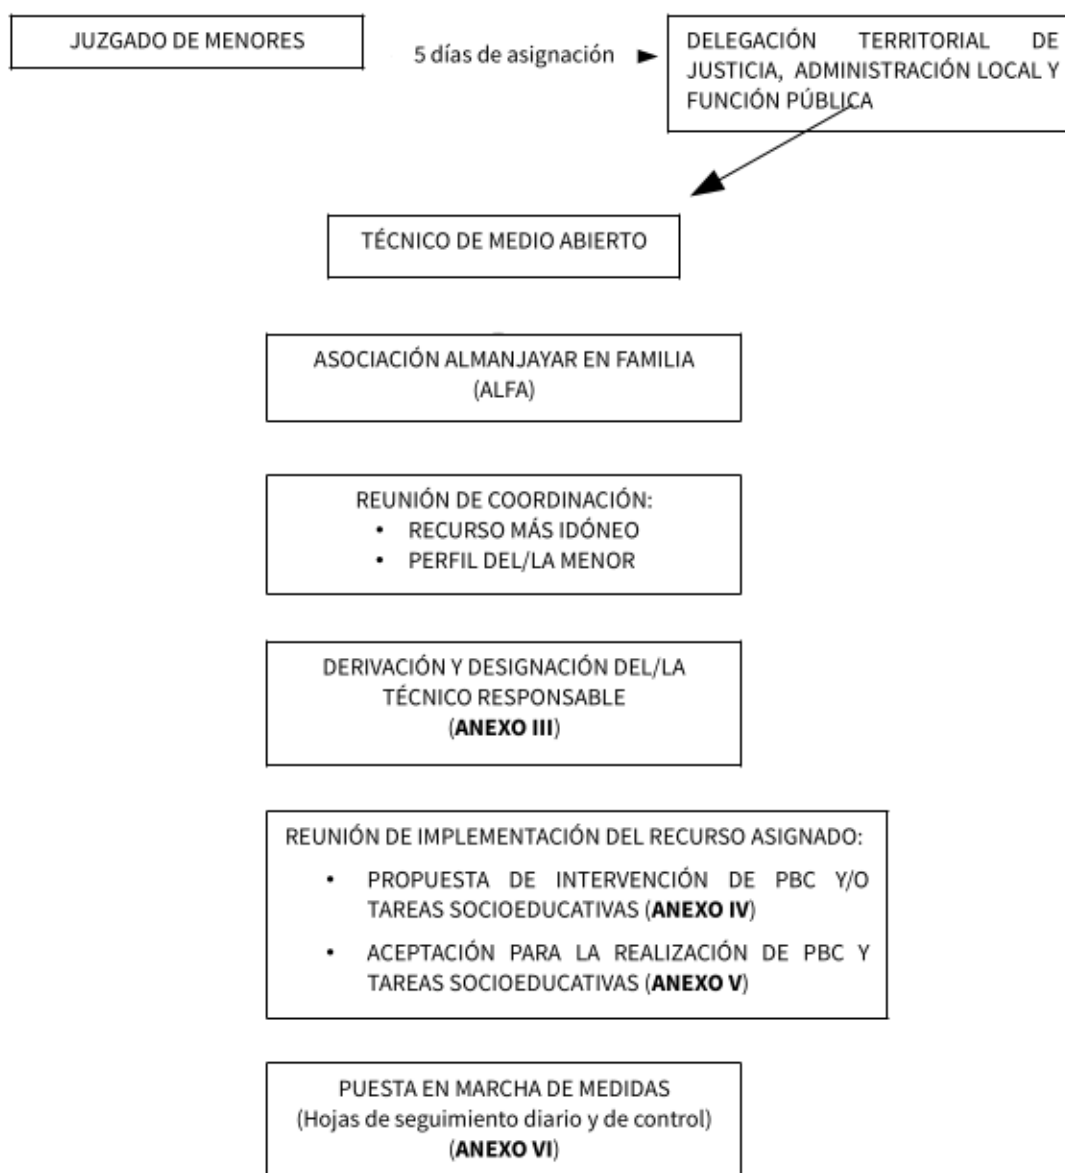 JUZGADO DE MENORES
5 días de asignación
DELEGACIÓN TERRITORIAL DE
JUSTICIA, ADMINISTRACIÓN LOCAL Y
FUNCIÓN PÚBLICA
TÉCNICO DE MEDIO ABIERTO
ASOCIACIÓN ALMANJAYAR EN FAMILIA
(ALFA)
REUNIÓN DE COORDINACIÓN:
• RECURSO MÁS IDÓNEO
• PERFIL DEL/LA MENOR
DERIVACIÓN Y DESIGNACIÓN DEL/LA
TÉCNICO RESPONSABLE
(ANEXO III)
REUNIÓN DE IMPLEMENTACIÓN DEL RECURSO ASIGNADO:
• PROPUESTA DE INTERVENCIÓN DE PBC Y/O
TAREAS SOCIOEDUCATIVAS (ANEXO IV)
• ACEPTACIÓN PARA LA REALIZACIÓN DE PBC Y
TAREAS SOCIOEDUCATIVAS (ANEXO V)
PUESTA EN MARCHA DE MEDIDAS
(Hojas de seguimiento diario y de control)
(ANEXO VI)